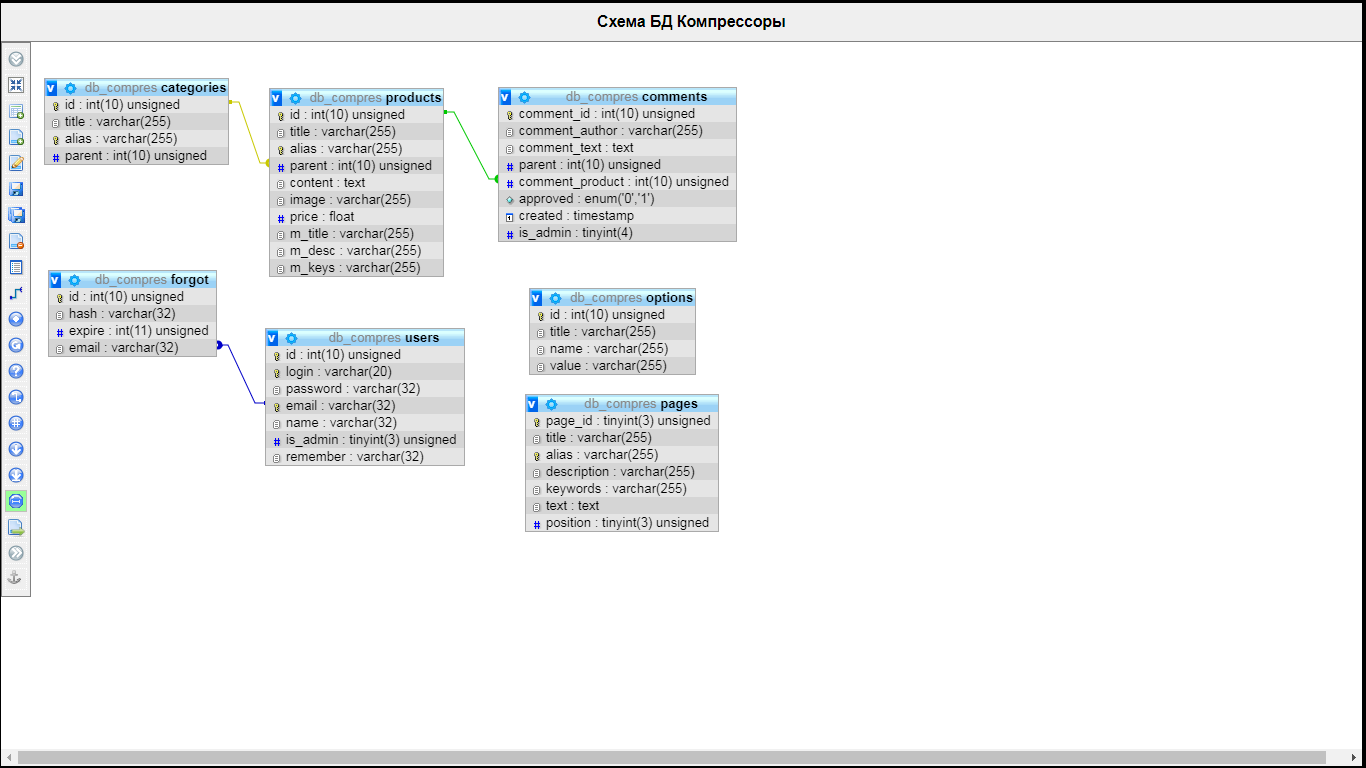 Схема БД Компрессоры
v db_compres categories
id : int(10) unsigned
title : varchar(255)
alias : varchar(255)
# parent : int(10) unsigned
v db_compres products
id : int(10) unsigned
title : varchar(255)
alias : varchar(255)
# parent : int(10) unsigned
content : text
image : varchar(255)
# price : float
m_title : varchar(255)
m_desc : varchar(255)
m_keys : varchar(255)
v db_compres comments
comment_id : int(10) unsigned
comment_author : varchar(255)
comment_text : text
# parent : int(10) unsigned
# comment_product : int(10) unsigned
approved : enum('0','1')
created : timestamp
# is_admin : tinyint(4)
v db_compres forgot
id : int(10) unsigned
hash : varchar(32)
# expire : int(11) unsigned
email : varchar(32)
v db_compres users
id : int(10) unsigned
login : varchar(20)
password : varchar(32)
email : varchar(32)
name : varchar(32)
# is_admin : tinyint(3) unsigned
remember : varchar(32)
v db_compres options
id : int(10) unsigned
title : varchar(255)
name : varchar(255)
value : varchar(255)
v db_compres pages
page_id : tinyint(3) unsigned
title : varchar(255)
alias : varchar(255)
description : varchar(255)
keywords : varchar(255)
text : text
# position : tinyint(3) unsigned